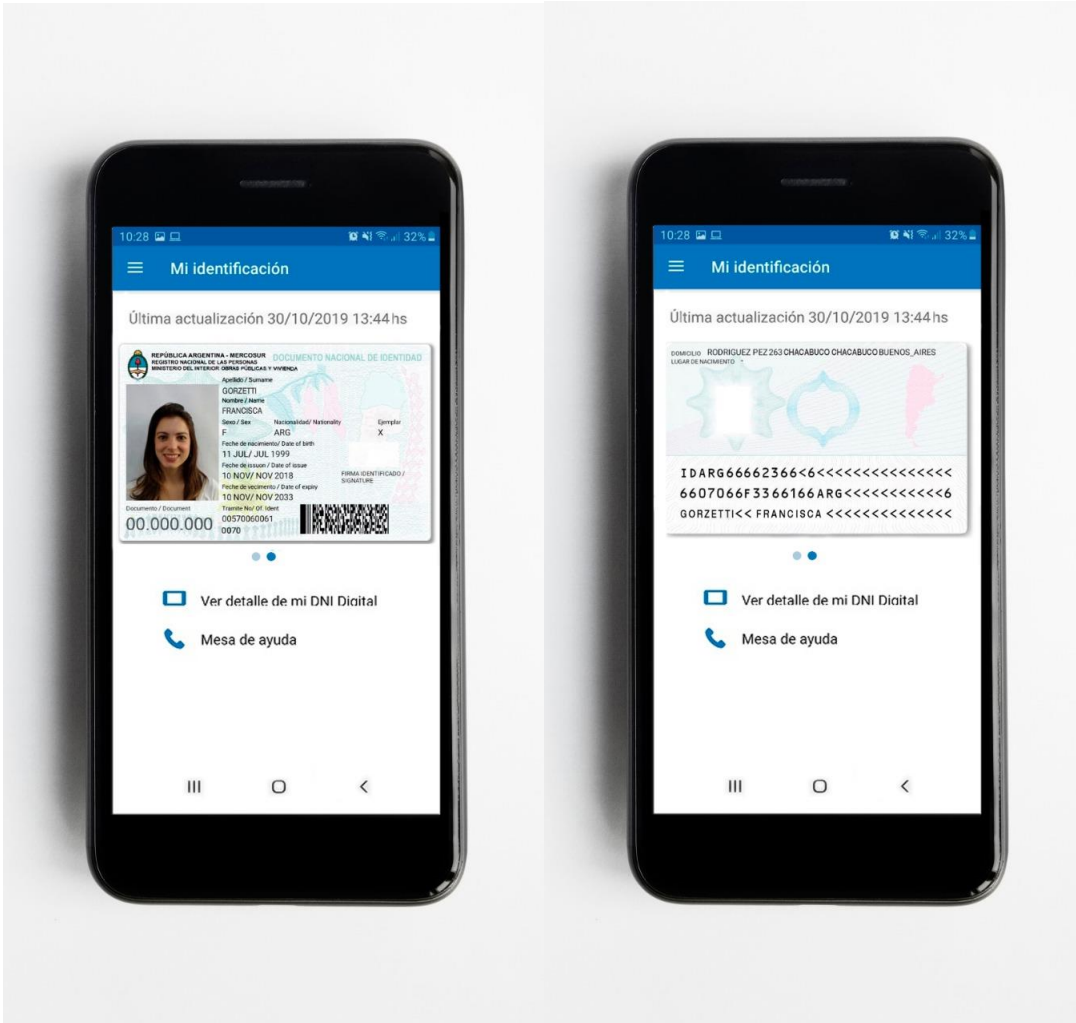 10:28 32%
Mi identificación
Última actualización 30/10/2019 13:44 hs
REPÚBLICA ARGENTINA - MERCOSUR DOCUMENTO NACIONAL DE IDENTIDAD
REGISTRO NACIONAL DE LAS PERSONAS
MINISTERIO DEL INTERIOR OBRAS PÚBLICAS Y VIVIENDA
Apellido / Surname
GORZETTI
Nombre / Name
FRANCISCA
Sexo / Sex Nacionalidad/ Nationality Ejemplar
F ARG X
Feche de nacimiento/ Date of birth
11 JUL/ JUL 1999
Feche de issuon / Date of issue
10 NOV/ NOV 2018
FIRMA IDENTIFICADO /
SIGNATURE
Feche de vecimento / Date of expiry
10 NOV/ NOV 2033
Documento / Document
00.000.000
Tramite No/ Of. Ident
00570060061
0070
Ver detalle de mi DNI Digital
Mesa de ayuda
10:28 32%
Mi identificación
Última actualización 30/10/2019 13:44 hs
DOMICILIO RODRIGUEZ PEZ 263 CHACABUCO CHACABUCO BUENOS_AIRES
LUGAR DE NACIMIENTO
IDARG66662366<6<<<<<<<<<<<<<<<
6607066F3366166ARG<<<<<<<<<<<6
GORZETTI<< FRANCISCA <<<<<<<<<<<<<<
Ver detalle de mi DNI Digital
Mesa de ayuda